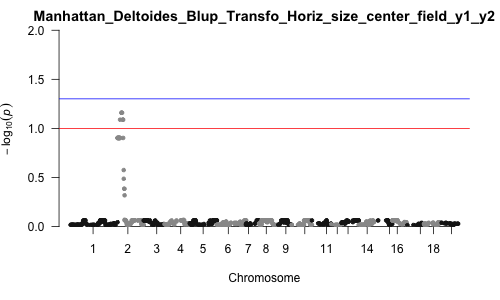 Manhattan_Deltoides_Blup_Transfo_Horiz_size_center_field_y1_y2
2.0
1.5
1.0
0.5
0.0
− log10(p)
1 2 3 4 5 6 7 8 9 11 14 16 18
Chromosome